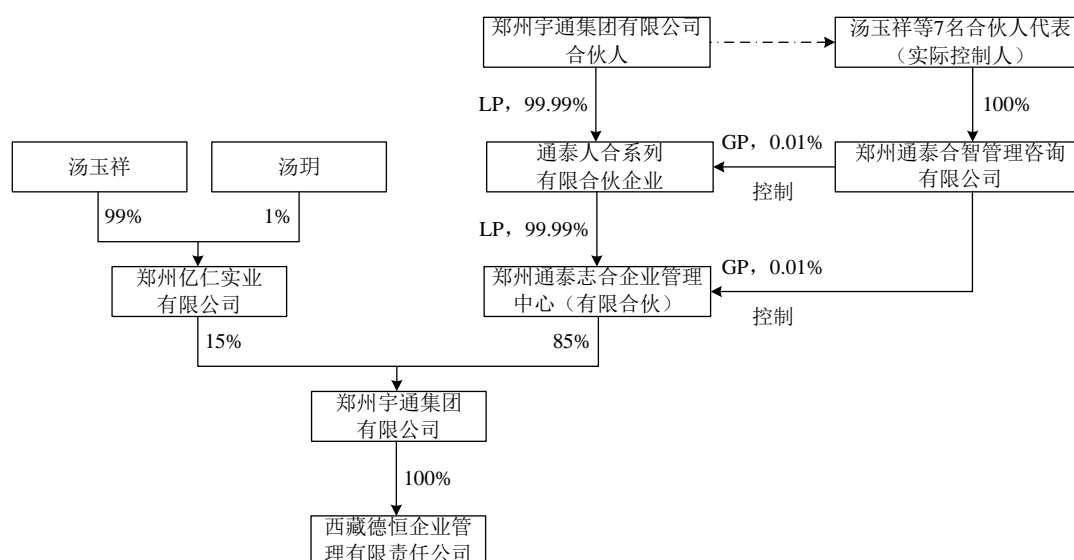 郑州宇通集团有限公司
合伙人
汤玉祥等7名合伙人代表
（实际控制人）
LP，99.99%
100%
汤玉祥
汤玥
通泰人合系列
有限合伙企业
GP，0.01%
控制
郑州通泰合智管理咨询
有限公司
99%
1%
LP，99.99%
郑州亿仁实业
有限公司
郑州通泰志合企业管理
中心（有限合伙）
GP，0.01%
控制
15%
85%
郑州宇通集团
有限公司
100%
西藏德恒企业管
理有限责任公司